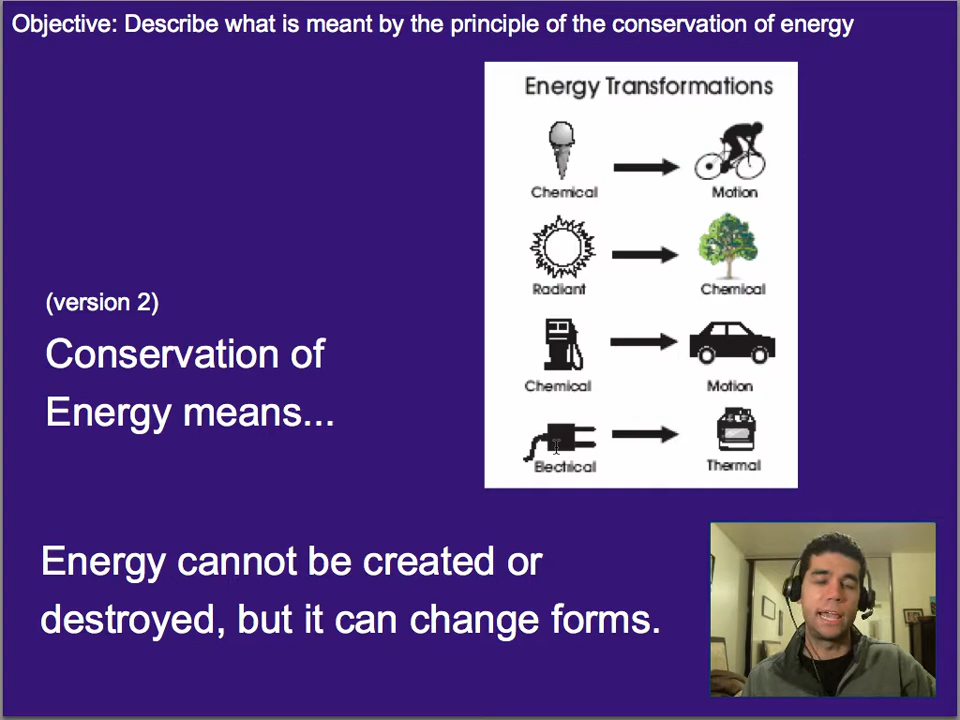 Objective: Describe what is meant by the principle of the conservation of energy
Energy Transformations
Chemical
Motion
Radiant
Chemical
Chemical
Motion
Electrical
Thermal
(version 2)
Conservation of
Energy means...
Energy cannot be created or
destroyed, but it can change forms.